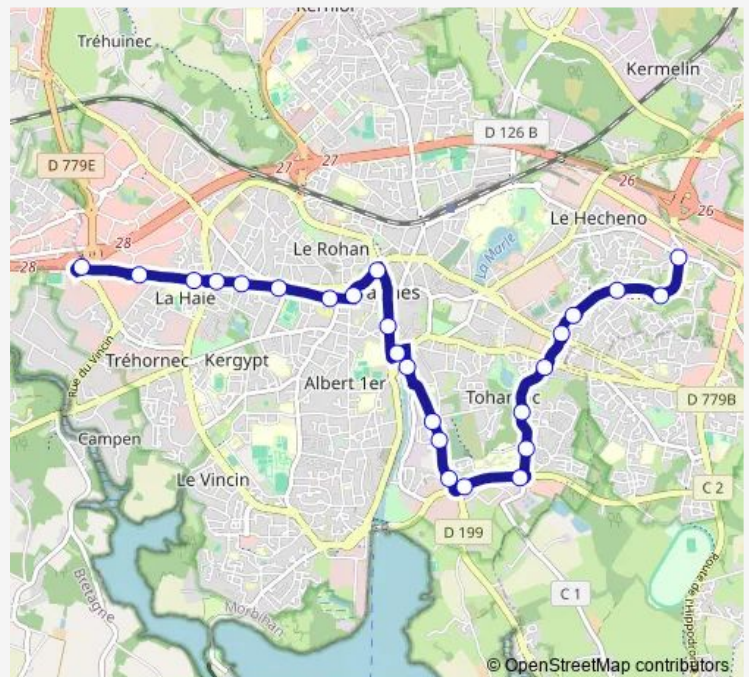 Tréhuinec
Kermelin
D 126 B
D 779E
27
27
26
26
28
28
Le Hecheno
Le Rohan
La Marle
La Haie
Tréhornec
Kergypt
Rue du Vincin
Albert 1er
D 779B
Campen
Le Vincin
C 2
D 199
C 1
Bretagne
Morbihan
© OpenStreetMap contributors